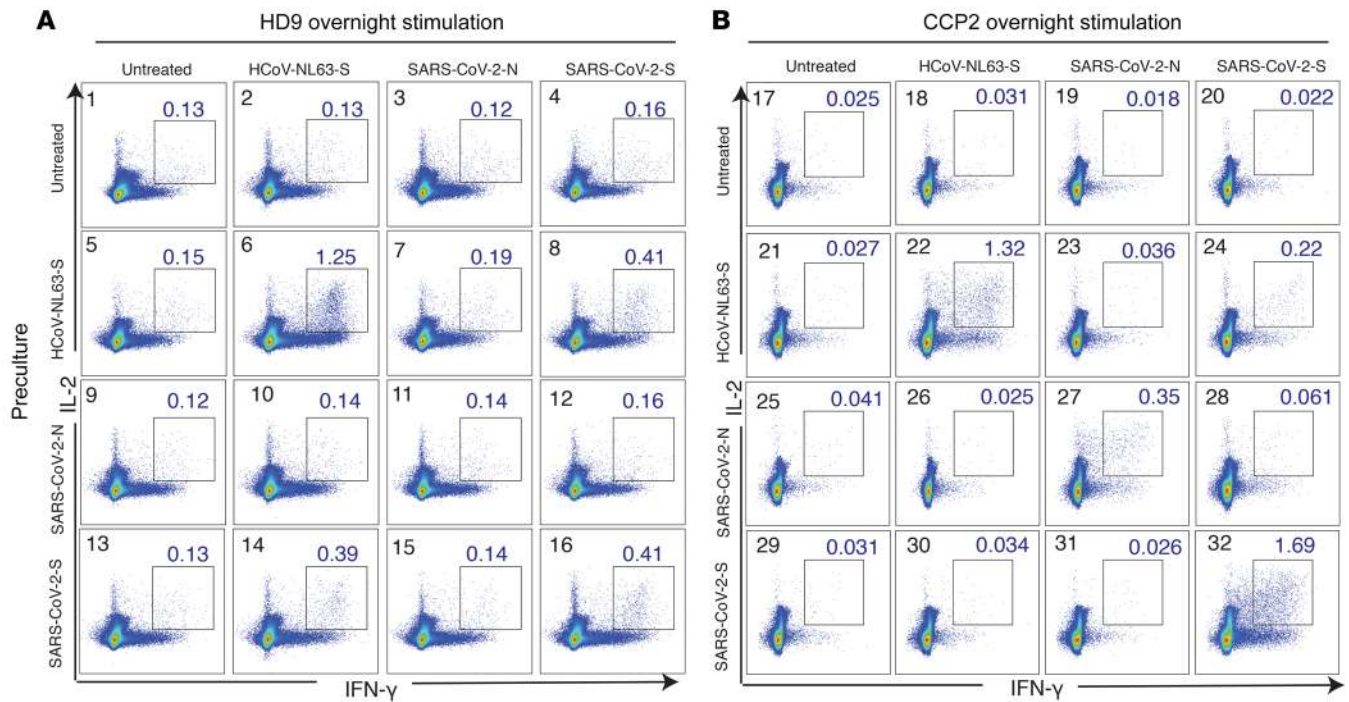 A
HD9 overnight stimulation
Untreated
HCoV-NL63-S
SARS-CoV-2-N
SARS-CoV-2-S
Preculture
IL-2
Untreated
1
0.13
2
0.13
3
0.12
4
0.16
HCoV-NL63-S
5
0.15
6
1.25
7
0.19
8
0.41
SARS-CoV-2-N
9
0.12
10
0.14
11
0.14
12
0.16
SARS-CoV-2-S
13
0.13
14
0.39
15
0.14
16
0.41
IFN-γ
B
CCP2 overnight stimulation
Untreated
HCoV-NL63-S
SARS-CoV-2-N
SARS-CoV-2-S
IL-2
Untreated
17
0.025
18
0.031
19
0.018
20
0.022
HCoV-NL63-S
21
0.027
22
1.32
23
0.036
24
0.22
SARS-CoV-2-N
25
0.041
26
0.025
27
0.35
28
0.061
SARS-CoV-2-S
29
0.031
30
0.034
31
0.026
32
1.69
IFN-γ